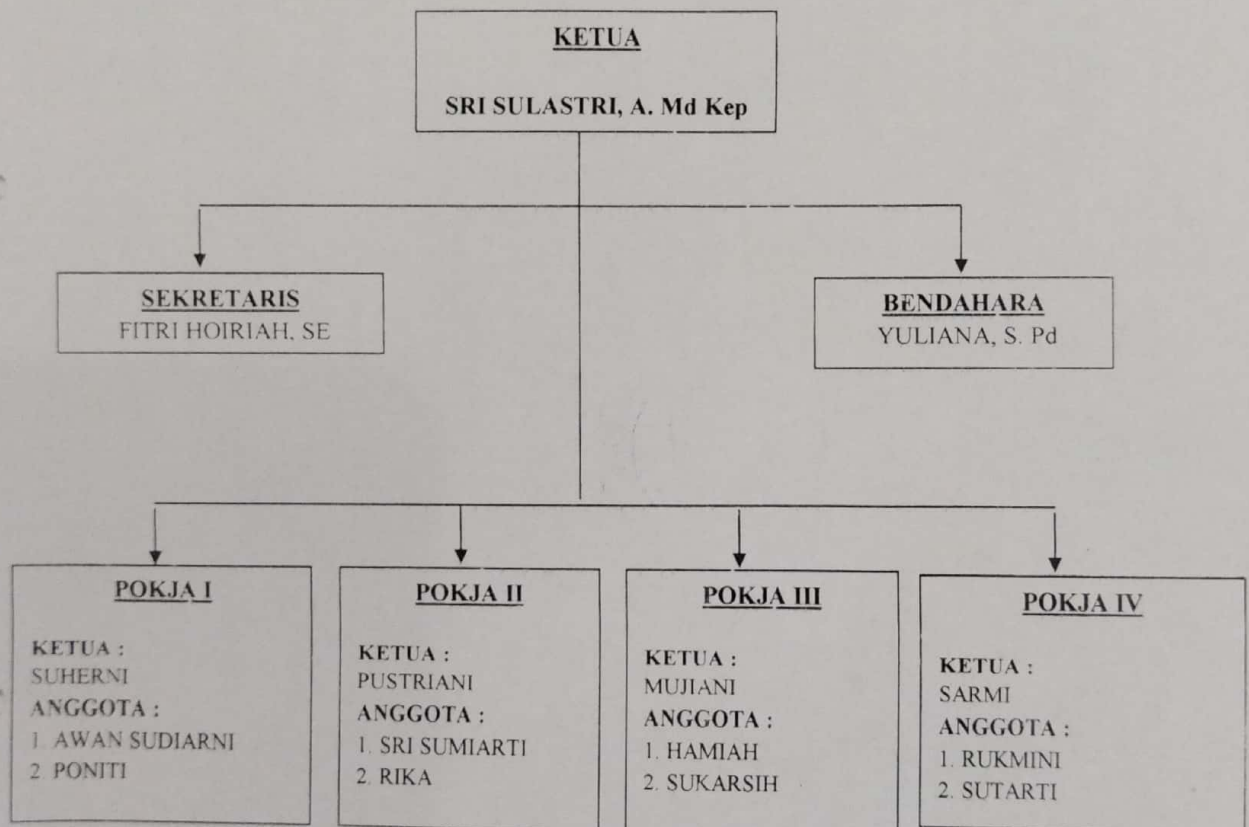 KETUA
SRI SULASTRI, A. Md Kep
SEKRETARIS
FITRI HOIRIAH, SE
BENDAHARA
YULIANA, S. Pd
POKJA I
KETUA :
SUHERNI
ANGGOTA :
1. AWAN SUDIARNI
2. PONITI
POKJA II
KETUA :
PUSTRIANI
ANGGOTA :
1. SRI SUMIARTI
2. RIKA
POKJA III
KETUA :
MUJIANI
ANGGOTA :
1. HAMIAH
2. SUKARSIH
POKJA IV
KETUA :
SARMI
ANGGOTA :
1. RUKMINI
2. SUTARTI